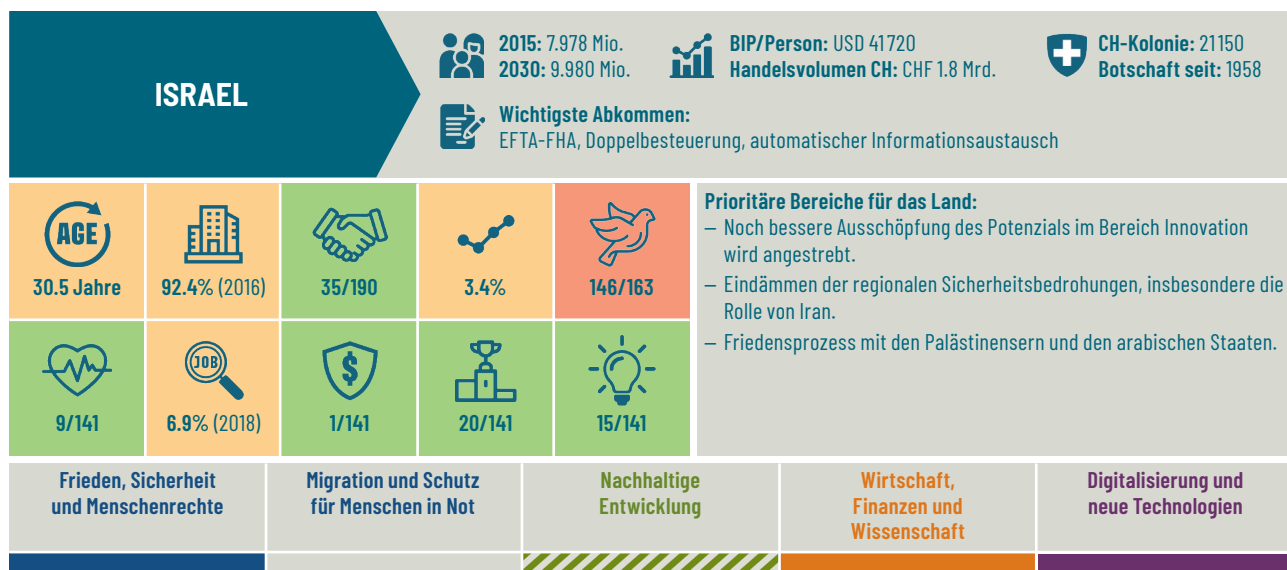 ISRAEL
2015: 7.978 Mio.
2030: 9.980 Mio.
BIP/Person: USD 41 720
Handelsvolumen CH: CHF 1.8 Mrd.
CH-Kolonie: 21 150
Botschaft seit: 1958
Wichtigste Abkommen:
EFTA-FHA, Doppelbesteuerung, automatischer Informationsaustausch
AGE
30.5 Jahre
92.4% (2016)
35/190
3.4%
146/163
JOB
$
9/141
6.9% (2018)
1/141
20/141
15/141
Prioritäre Bereiche für das Land:
– Noch bessere Ausschöpfung des Potenzials im Bereich Innovation
wird angestrebt.
– Eindämmen der regionalen Sicherheitsbedrohungen, insbesondere die
Rolle von Iran.
– Friedensprozess mit den Palästinensern und den arabischen Staaten.
Frieden, Sicherheit
und Menschenrechte
Migration und Schutz
für Menschen in Not
Nachhaltige
Entwicklung
Wirtschaft,
Finanzen und
Wissenschaft
Digitalisierung und
neue Technologien